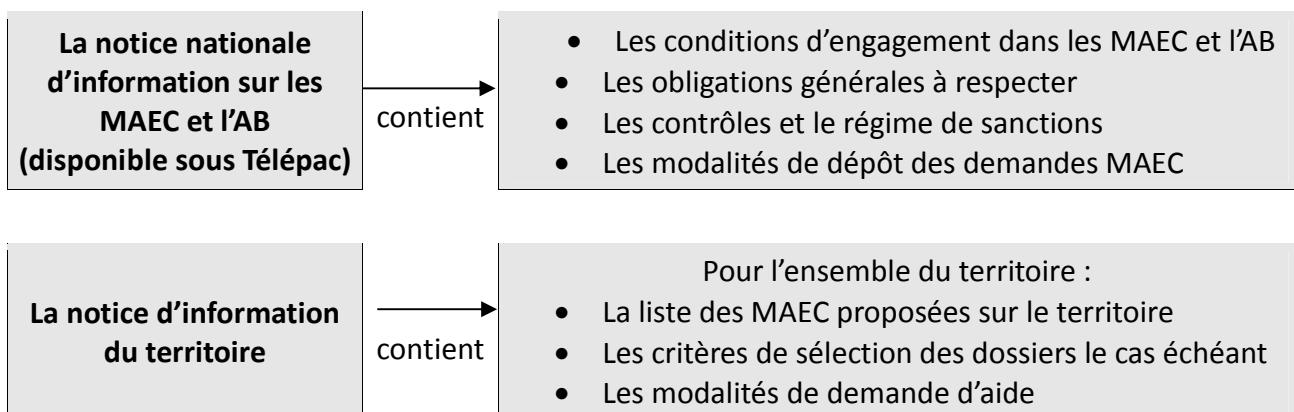 La notice nationale
d’information sur les
MAEC et l’AB
(disponible sous Télépac)
contient
• Les conditions d’engagement dans les MAEC et l’AB
• Les obligations générales à respecter
• Les contrôles et le régime de sanctions
• Les modalités de dépôt des demandes MAEC
La notice d’information
du territoire
contient
Pour l’ensemble du territoire :
• La liste des MAEC proposées sur le territoire
• Les critères de sélection des dossiers le cas échéant
• Les modalités de demande d’aide